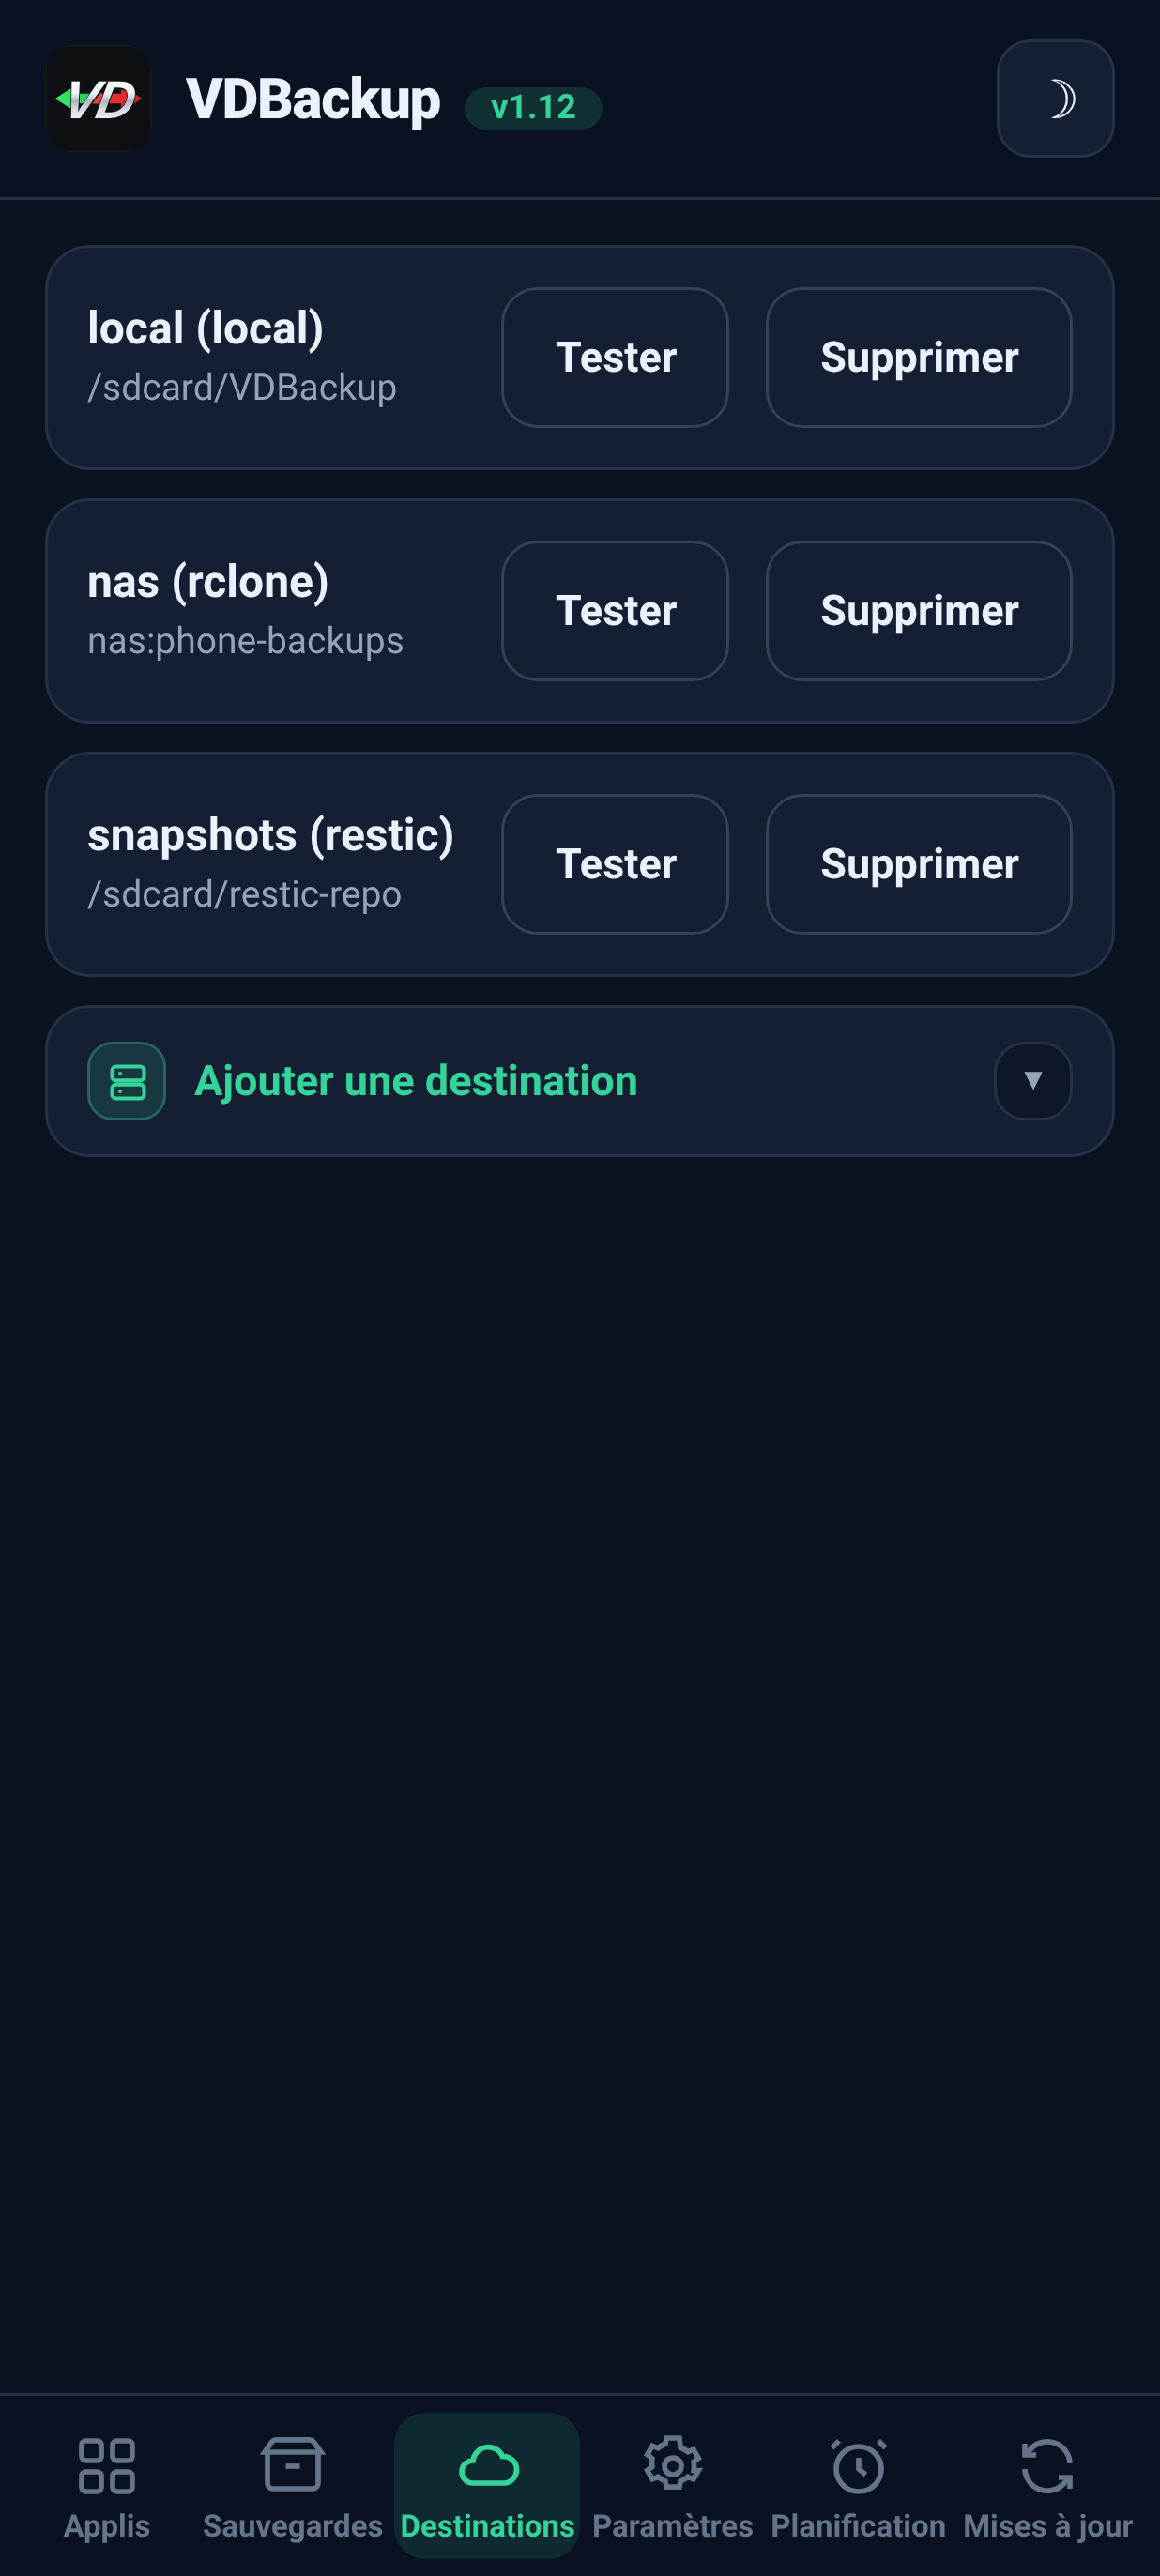 VD
VDBackup v1.12
local (local)
/sdcard/VDBackup
Tester
Supprimer
nas (rclone)
nas:phone-backups
Tester
Supprimer
snapshots (restic)
/sdcard/restic-repo
Tester
Supprimer
Ajouter une destination
Applis
Sauvegardes
Destinations
Paramètres
Planification
Mises à jour